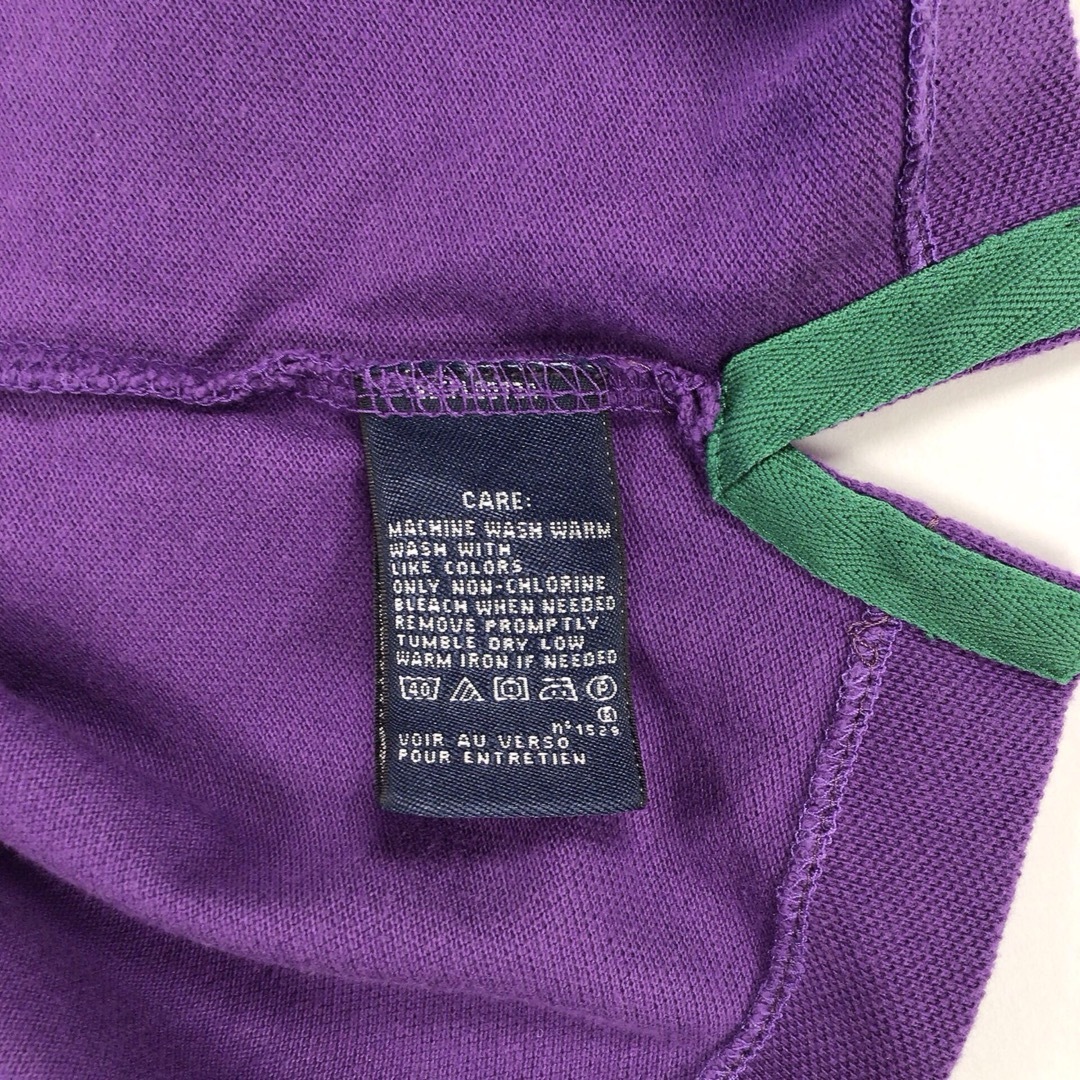 CARE:
MACHINE WASH WARM
WASH WITH
LIKE COLORS
ONLY NON-CHLORINE
BLEACH WHEN NEEDED
REMOVE PROMPTLY
TUMBLE DRY LOW
WARM IRON IF NEEDED
40 P
K
nº 1529
VOIR AU VERSO
POUR ENTRETIEN